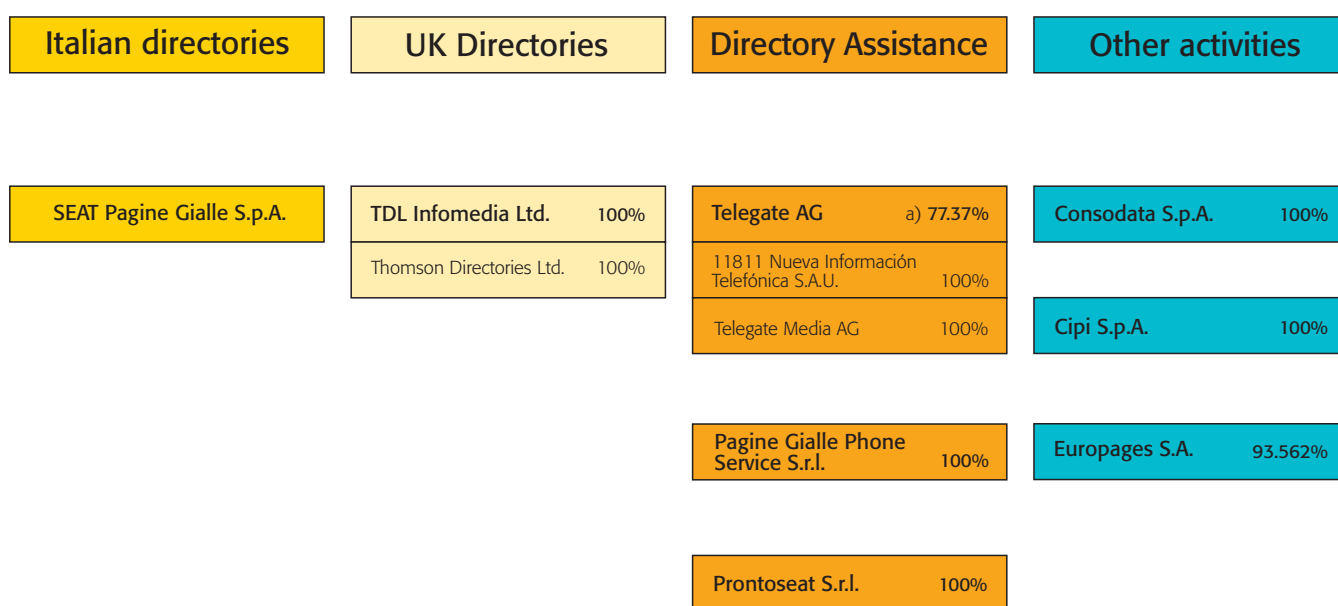 Italian directories
UK Directories
Directory Assistance
Other activities
SEAT Pagine Gialle S.p.A.
TDL Infomedia Ltd. 100%
Thomson Directories Ltd. 100%
Telegate AG a) 77.37%
11811 Nueva Información
Telefónica S.A.U. 100%
Telegate Media AG 100%
Pagine Gialle Phone
Service S.r.l. 100%
Prontoseat S.r.l. 100%
Consodata S.p.A. 100%
Cipi S.p.A. 100%
Europages S.A. 93.562%